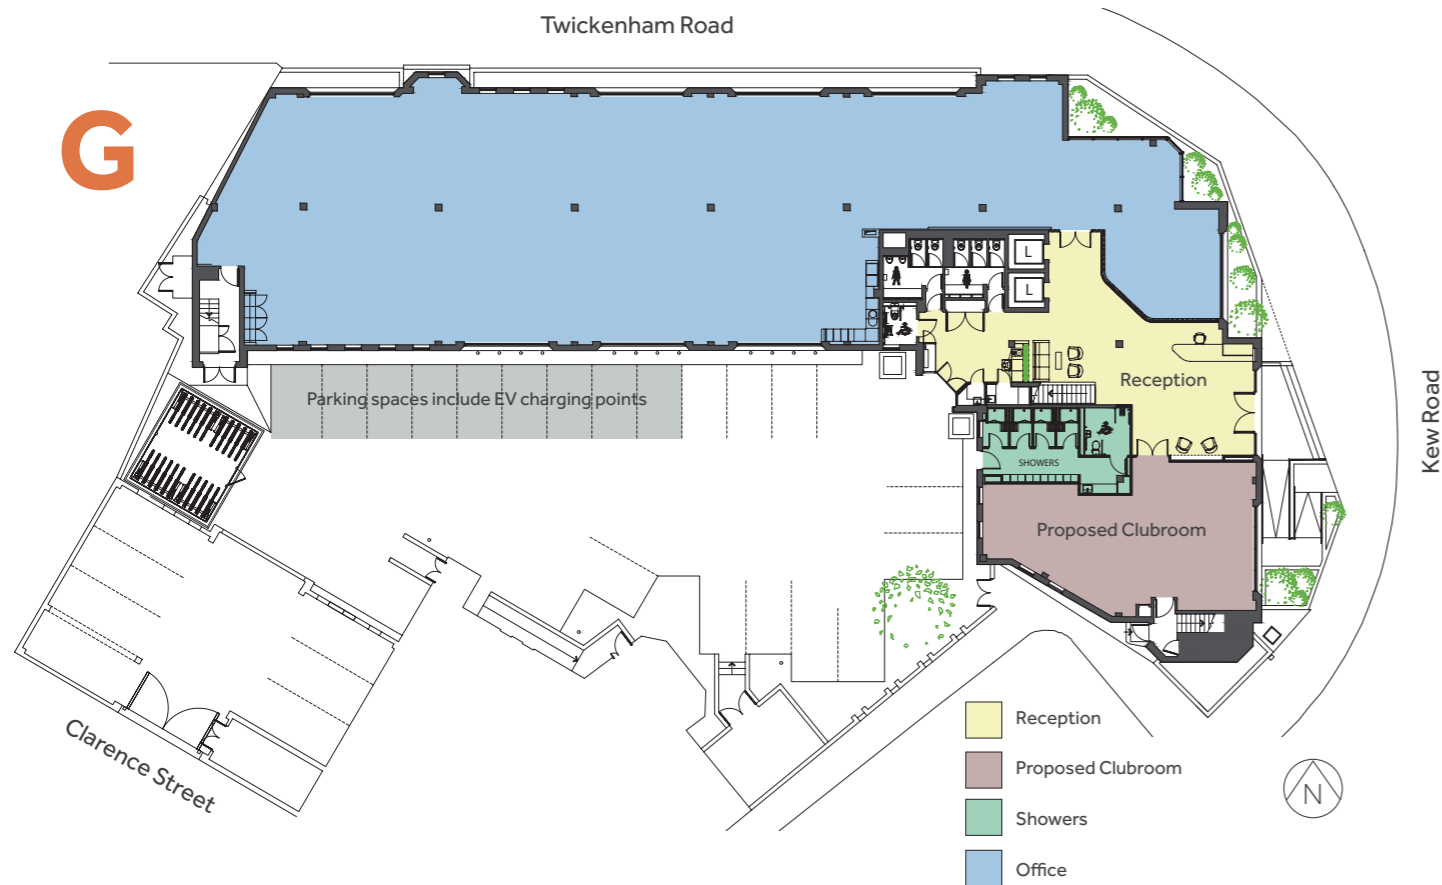 Twickenham Road
G
L
L
Parking spaces include EV charging points
Reception
Kew Road
SHOWERS
Proposed Clubroom
Clarence Street
Reception
Proposed Clubroom
Showers
Office
N